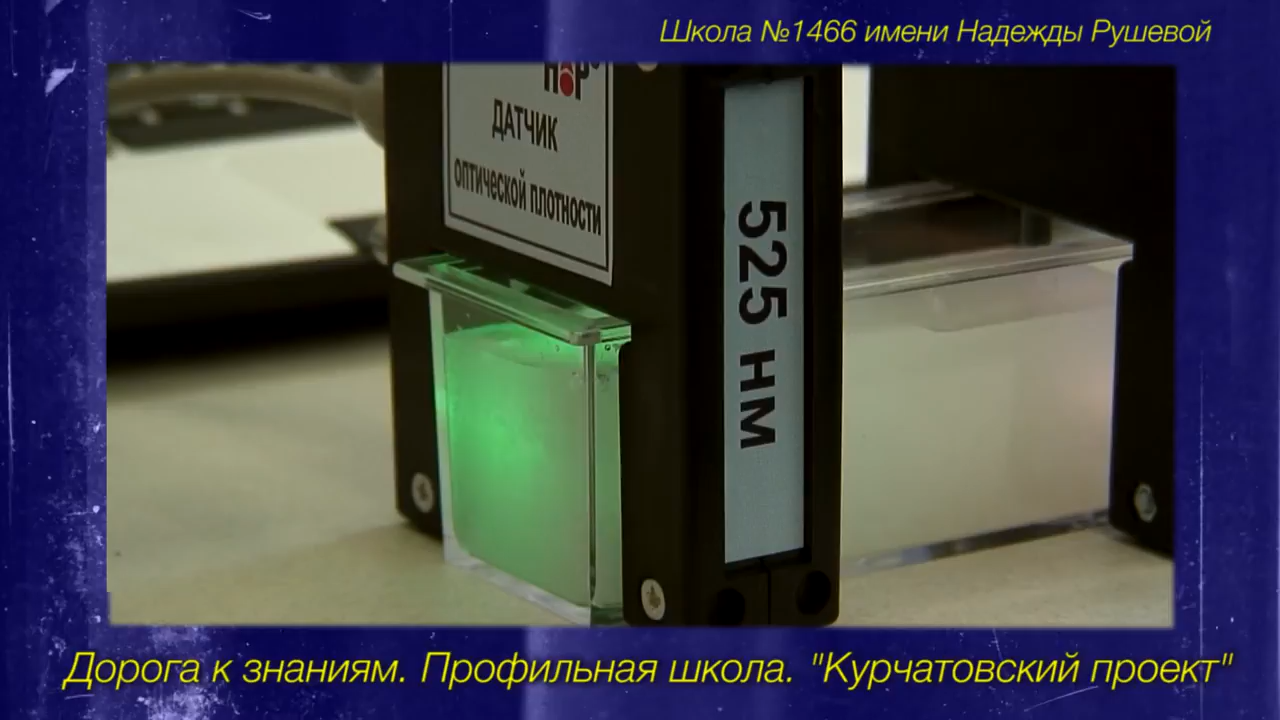 Школа №1466 имени Надежды Рушевой
ДАТЧИК
оптической плотности
525 НМ
Дорога к знаниям. Профильная школа. "Курчатовский проект"